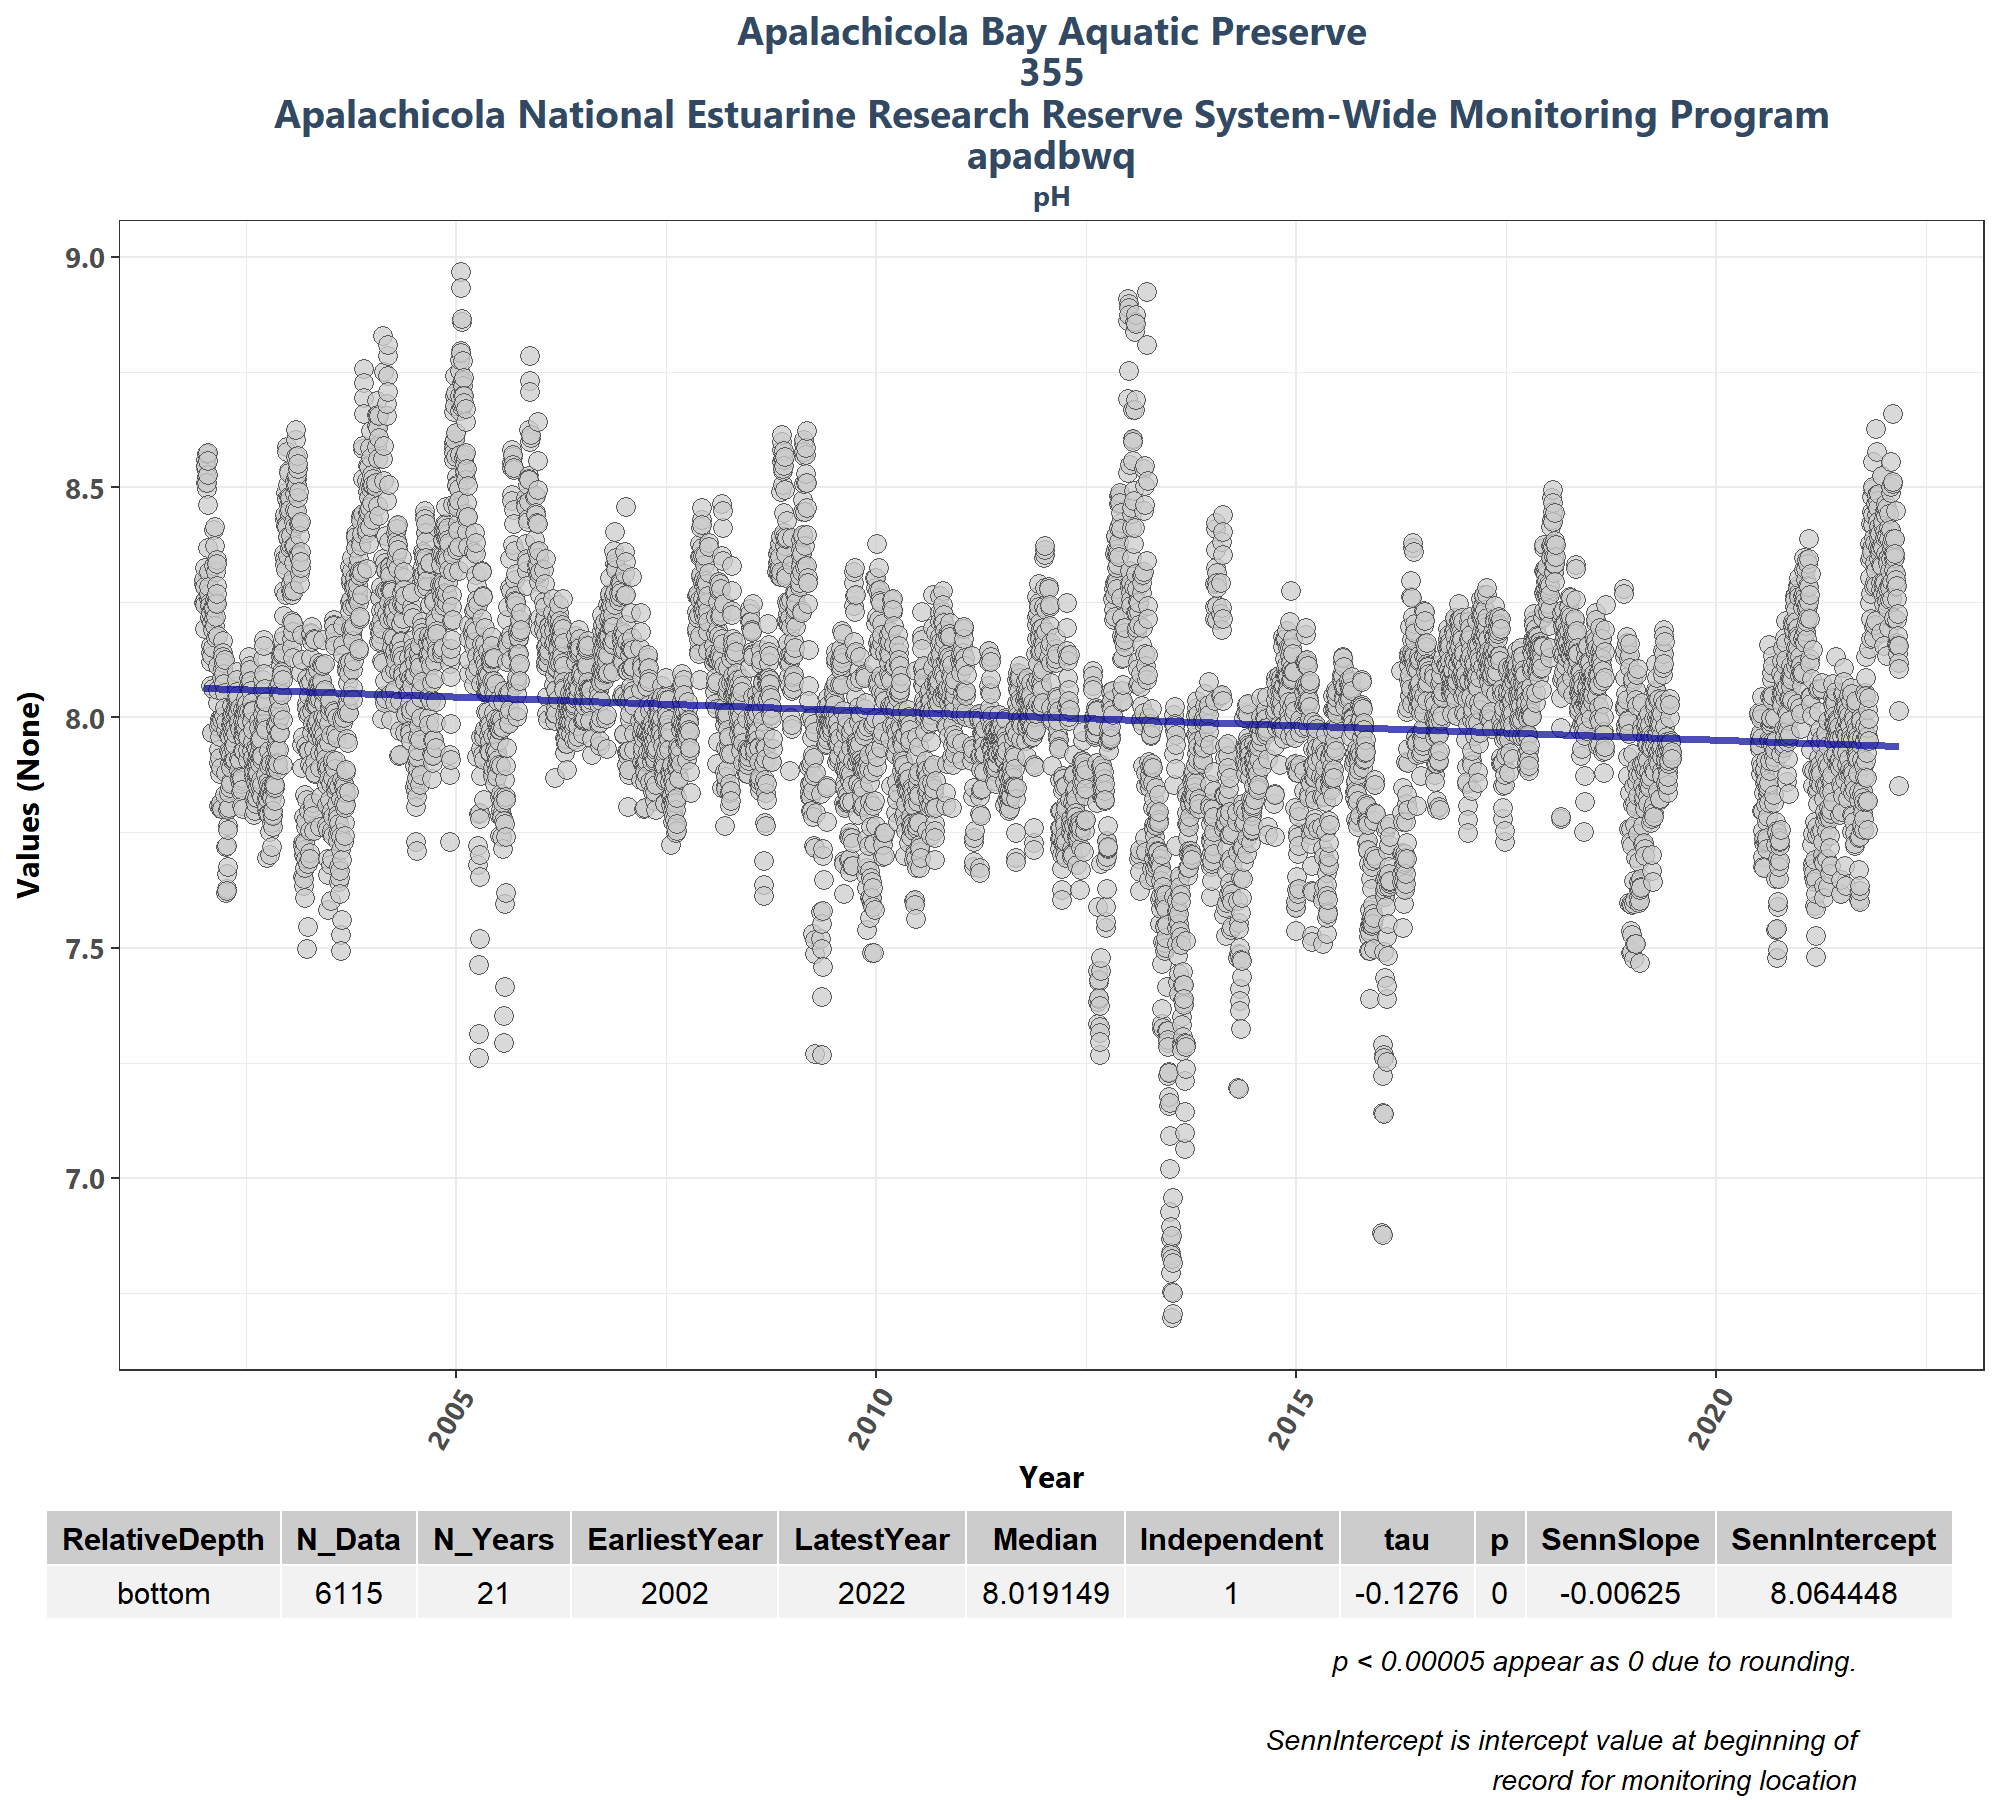 Apalachicola Bay Aquatic Preserve
355
Apalachicola National Estuarine Research Reserve System-Wide Monitoring Program
apadbwq
pH
9.0
8.5
8.0
7.5
7.0
Values (None)
2005 2010 2015 2020
Year
RelativeDepth N_Data N_Years EarliestYear LatestYear Median Independent tau p SennSlope SennIntercept
bottom 6115 21 2002 2022 8.019149 1 -0.1276 0 -0.00625 8.064448
p < 0.00005 appear as 0 due to rounding.
SennIntercept is intercept value at beginning of
record for monitoring location